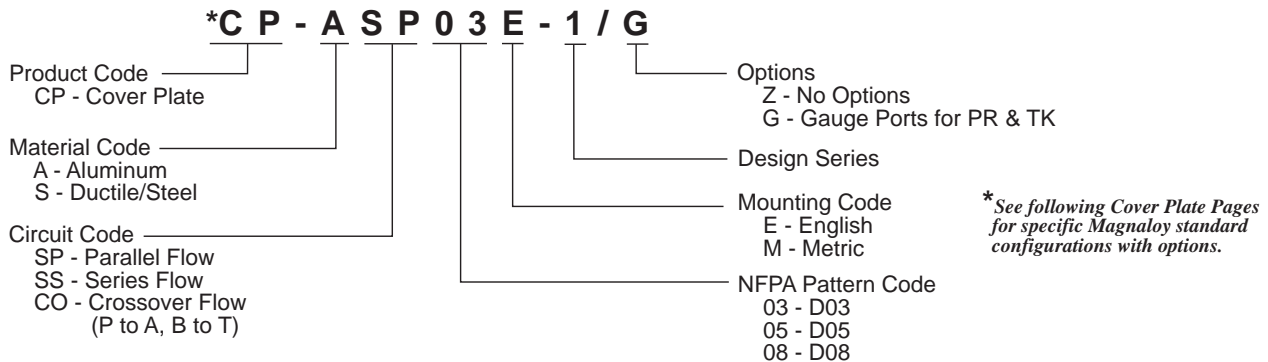 *CP-ASP03E-1/G
Product Code
CP - Cover Plate
Material Code
A - Aluminum
S - Ductile/Steel
Circuit Code
SP - Parallel Flow
SS - Series Flow
CO - Crossover Flow
(P to A, B to T)
Options
Z - No Options
G - Gauge Ports for PR & TK
Design Series
Mounting Code
E - English
M - Metric
NFPA Pattern Code
03 - D03
05 - D05
08 - D08
*See following Cover Plate Pages
for specific Magnaloy standard
configurations with options.